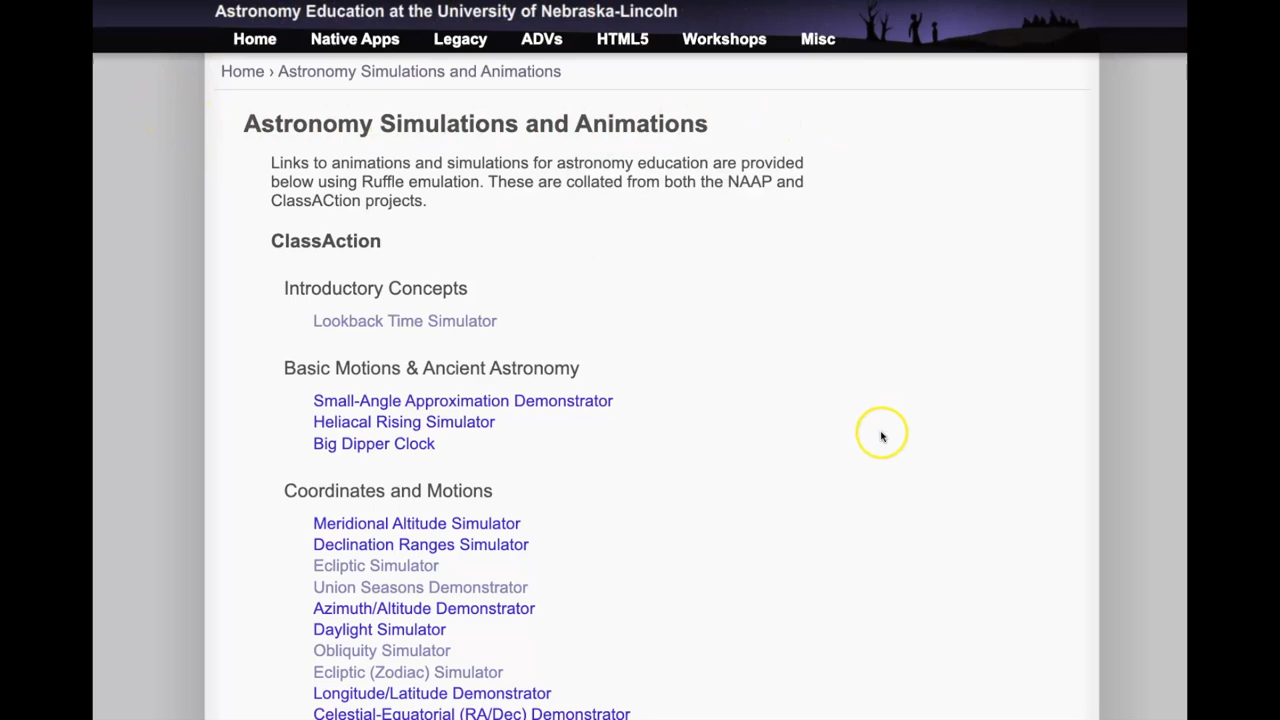 Astronomy Education at the University of Nebraska-Lincoln
Home Native Apps Legacy ADVs HTML5 Workshops Misc
Home › Astronomy Simulations and Animations
Astronomy Simulations and Animations
Links to animations and simulations for astronomy education are provided
below using Ruffle emulation. These are collated from both the NAAP and
ClassACtion projects.
ClassAction
Introductory Concepts
Lookback Time Simulator
Basic Motions & Ancient Astronomy
Small-Angle Approximation Demonstrator
Heliacal Rising Simulator
Big Dipper Clock
Coordinates and Motions
Meridional Altitude Simulator
Declination Ranges Simulator
Ecliptic Simulator
Union Seasons Demonstrator
Azimuth/Altitude Demonstrator
Daylight Simulator
Obliquity Simulator
Ecliptic (Zodiac) Simulator
Longitude/Latitude Demonstrator
Celestial-Equatorial (RA/Dec) Demonstrator